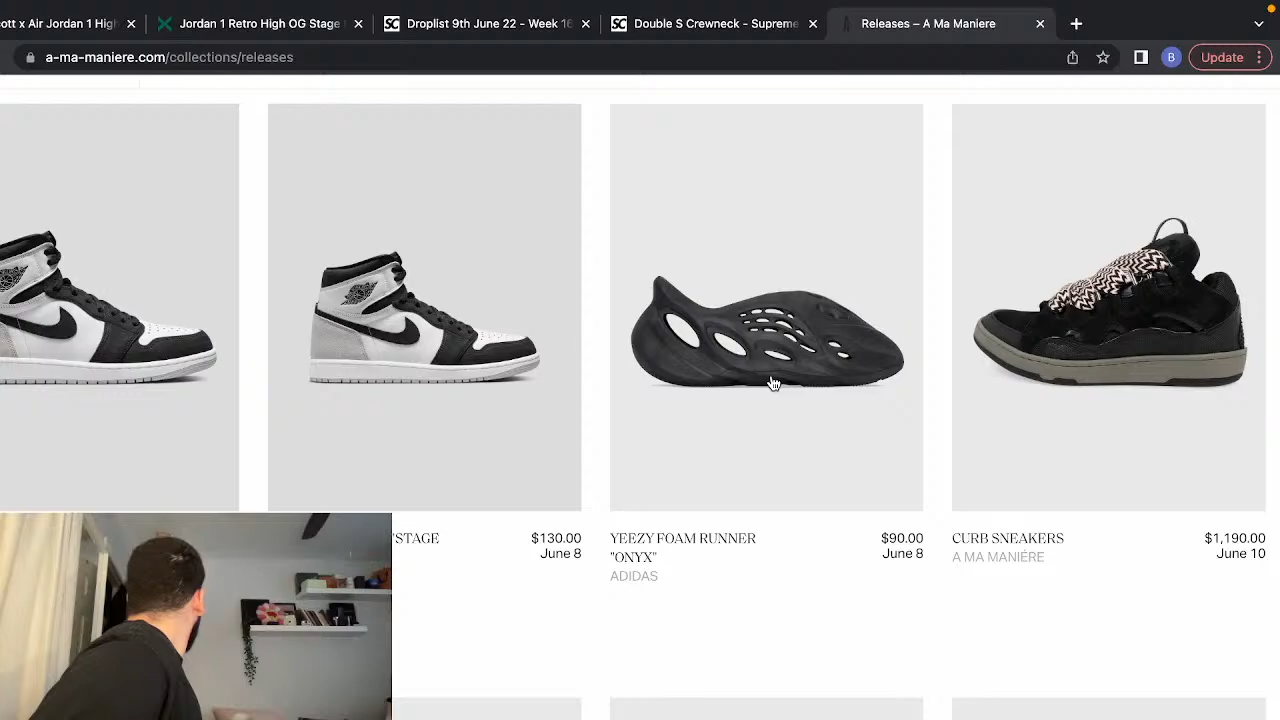 ott x Air Jordan 1 High
Jordan 1 Retro High OG Stage
SC
Droplist 9th June 22 - Week 16
SC
Double S Crewneck - Supreme
Releases – A Ma Maniere
a-ma-maniere.com/collections/releases
B
Update
"STAGE
$130.00
June 8
YEEZY FOAM RUNNER
"ONYX"
ADIDAS
$90.00
June 8
CURB SNEAKERS
A MA MANIÉRE
$1,190.00
June 10